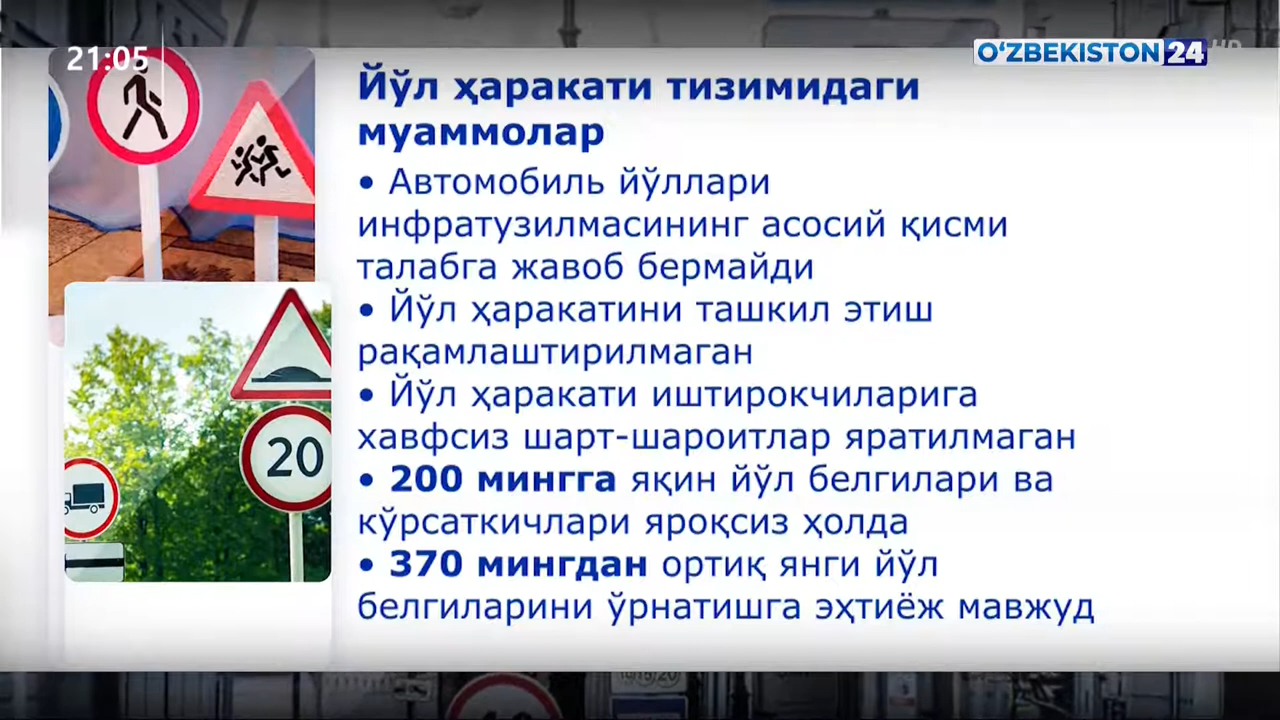 21:05
O‘ZBEKISTON 24 HD
Йўл ҳаракати тизимидаги
муаммолар
• Автомобиль йўллари
инфратузилмасининг асосий қисми
талабга жавоб бермайди
• Йўл ҳаракатини ташкил этиш
рақамлаштирилмаган
• Йўл ҳаракати иштирокчиларига
хавфсиз шарт-шароитлар яратилмаган
• 200 мингга яқин йўл белгилари ва
кўрсаткичлари яроқсиз ҳолда
• 370 мингдан ортиқ янги йўл
белгиларини ўрнатишга эҳтиёж мавжуд
20